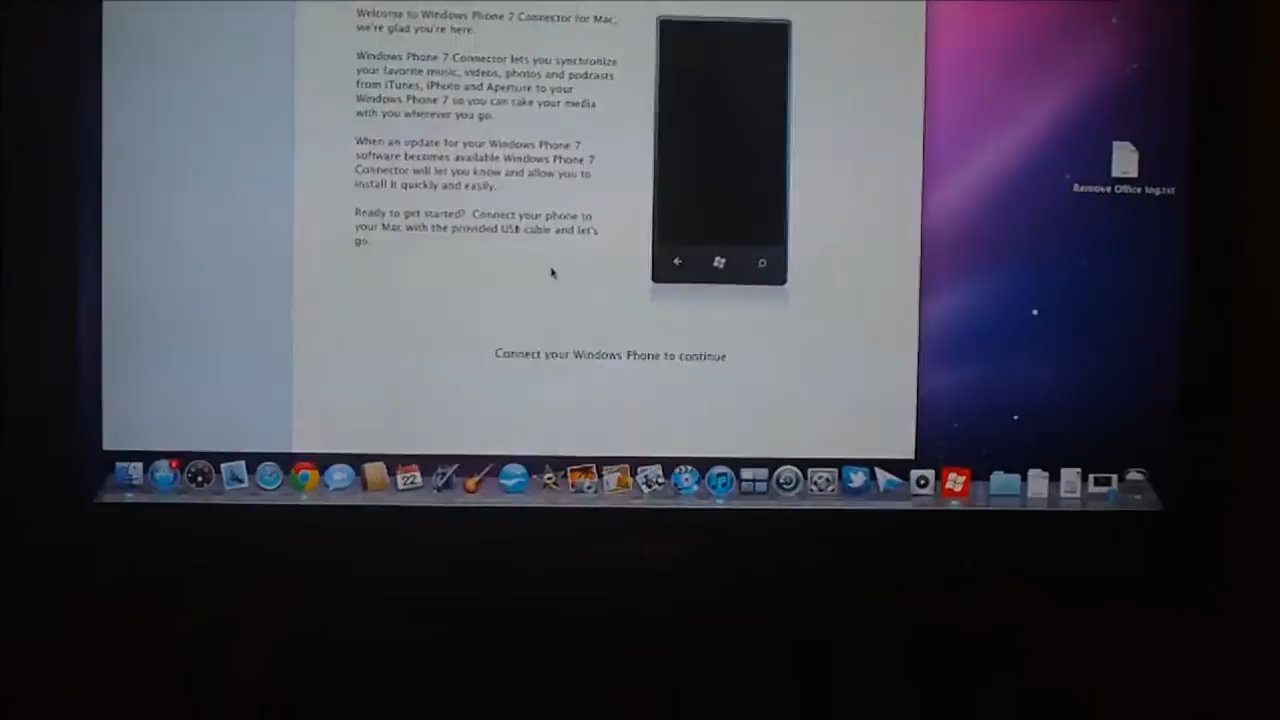 Welcome to Windows Phone 7 Connector for Mac,
we're glad you're here.
Windows Phone 7 Connector lets you synchronize
your favorite music, videos, photos and podcasts
from iTunes, iPhoto and Aperture to your
Windows Phone 7 so you can take your media
with you wherever you go.
When an update for your Windows Phone 7
software becomes available Windows Phone 7
Connector will let you know and allow you to
install it quickly and easily.
Ready to get started? Connect your phone to
your Mac with the provided USB cable and let's
go.
Connect your Windows Phone to continue
Remove Office log.txt
22